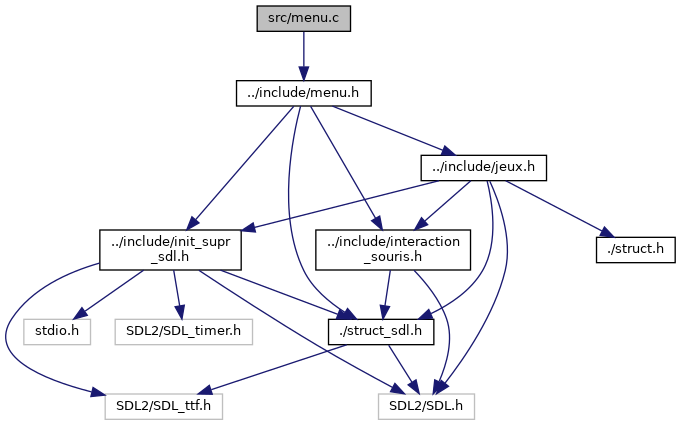 src/menu.c
../include/menu.h
../include/jeux.h
../include/init_supr
_sdl.h
../include/interaction
_souris.h
./struct.h
stdio.h
SDL2/SDL_timer.h
./struct_sdl.h
SDL2/SDL_ttf.h
SDL2/SDL.h